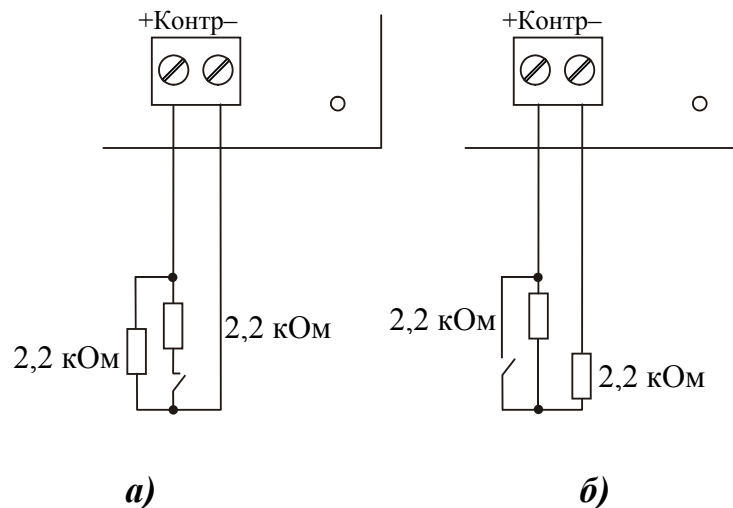 +Контр–
+Контр–
2,2 кОм
2,2 кОм
2,2 кОм
2,2 кОм
а)
б)